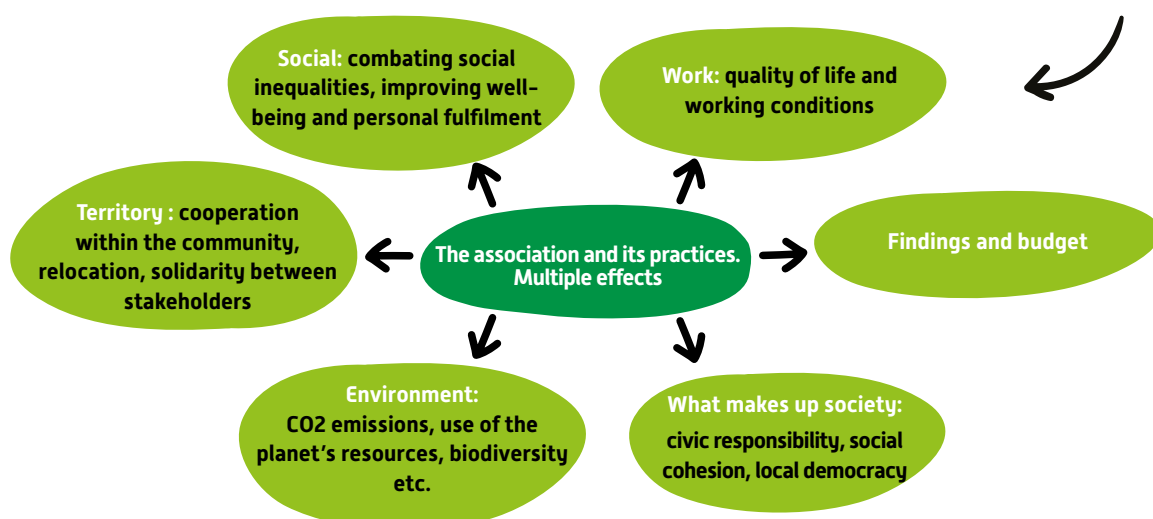 Social: combating social
inequalities, improving well-
being and personal fulfilment
Work: quality of life and
working conditions
Territory : cooperation
within the community,
relocation, solidarity between
stakeholders
The association and its practices.
Multiple effects
Findings and budget
Environment:
CO2 emissions, use of the
planet's resources, biodiversity
etc.
What makes up society:
civic responsibility, social
cohesion, local democracy